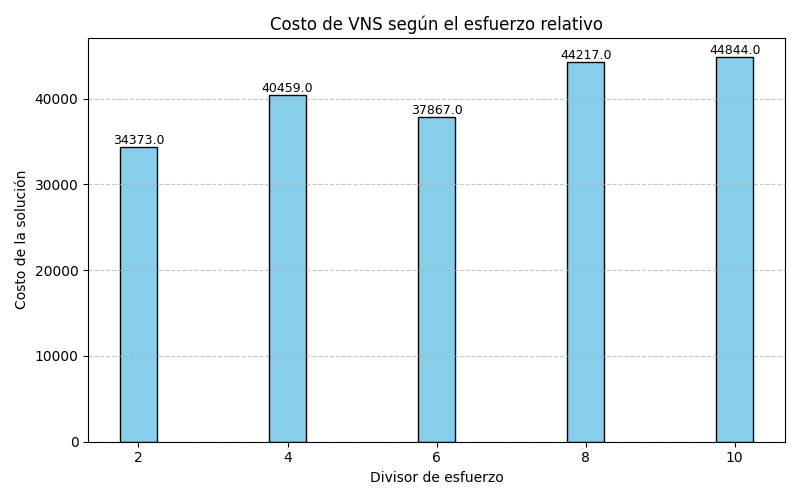 Costo de VNS según el esfuerzo relativo
Costo de la solución
40000
30000
20000
10000
0
34373.0
40459.0
37867.0
44217.0
44844.0
2 4 6 8 10
Divisor de esfuerzo